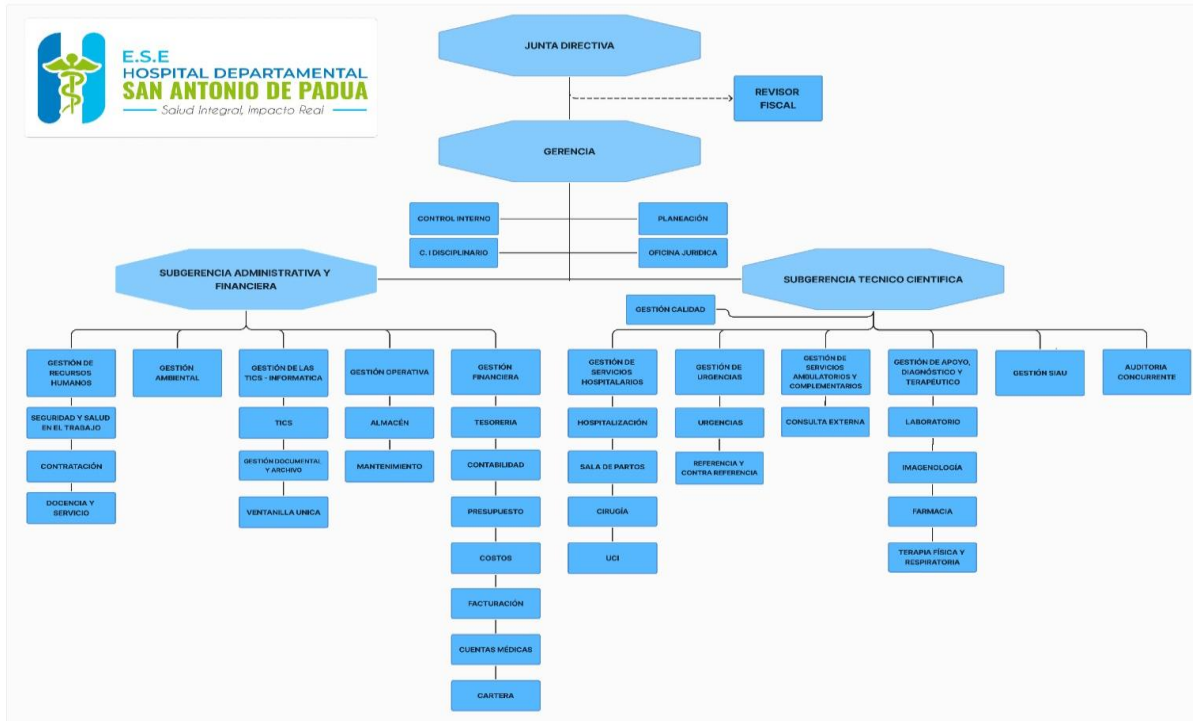 E.S.E
HOSPITAL DEPARTAMENTAL
SAN ANTONIO DE PADUA
Salud Integral, Impacto Real
JUNTA DIRECTIVA
REVISOR
FISCAL
GERENCIA
CONTROL INTERNO
PLANEACIÓN
C. I DISCIPLINARIO
OFICINA JURIDICA
SUBGERENCIA ADMINISTRATIVA Y
FINANCIERA
SUBGERENCIA TECNICO CIENTIFICA
GESTIÓN CALIDAD
GESTIÓN DE
RECURSOS
HUMANOS
GESTIÓN
AMBIENTAL
GESTIÓN DE LAS
TICS - INFORMATICA
GESTIÓN OPERATIVA
GESTIÓN
FINANCIERA
GESTIÓN DE
SERVICIOS
HOSPITALARIOS
GESTIÓN DE
URGENCIAS
GESTIÓN DE
SERVICIOS
AMBULATORIOS Y
COMPLEMENTARIOS
GESTIÓN DE APOYO,
DIAGNÓSTICO Y
TERAPÉUTICO
GESTIÓN SIAU
AUDITORIA
CONCURRENTE
SEGURIDAD Y SALUD
EN EL TRABAJO
TICS
ALMACÉN
TESORERIA
HOSPITALIZACIÓN
URGENCIAS
CONSULTA EXTERNA
LABORATORIO
CONTRATACIÓN
GESTIÓN DOCUMENTAL
Y ARCHIVO
MANTENIMIENTO
CONTABILIDAD
SALA DE PARTOS
REFERENCIA Y
CONTRA REFERENCIA
IMAGENOLOGÍA
DOCENCIA Y
SERVICIO
VENTANILLA UNICA
PRESUPUESTO
CIRUGÍA
FARMACIA
COSTOS
UCI
TERAPIA FÍSICA Y
RESPIRATORIA
FACTURACIÓN
CUENTAS MÉDICAS
CARTERA